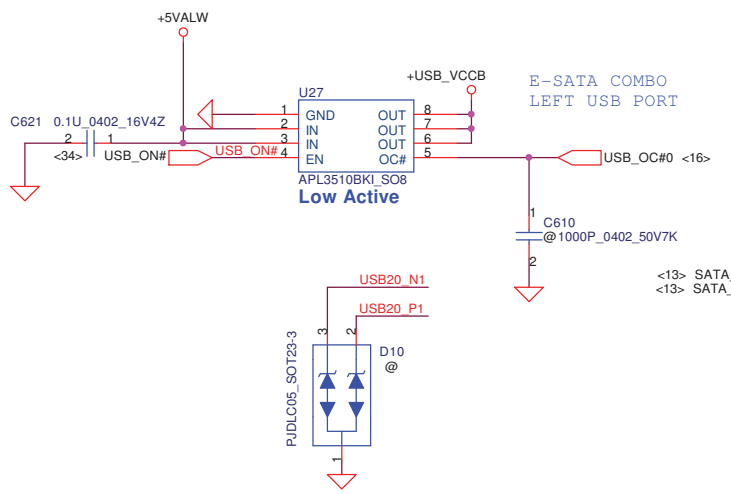 +5VALW
U27
+USB_VCCB
E-SATA COMBO
LEFT USB PORT
C621 0.1U_0402_16V4Z
1 GND OUT 8
2 IN OUT 7
3 IN OUT 6
4 EN OC# 5
2 1
<34> USB_ON# USB_ON#
USB_OC#0 <16>
APL3510BKI_SO8
Low Active
1
C610
@ 1000P_0402_50V7K
2
<13> SATA_
<13> SATA_
USB20_N1
USB20_P1
3 2
D10
@
PJDLC05_SOT23-3
1